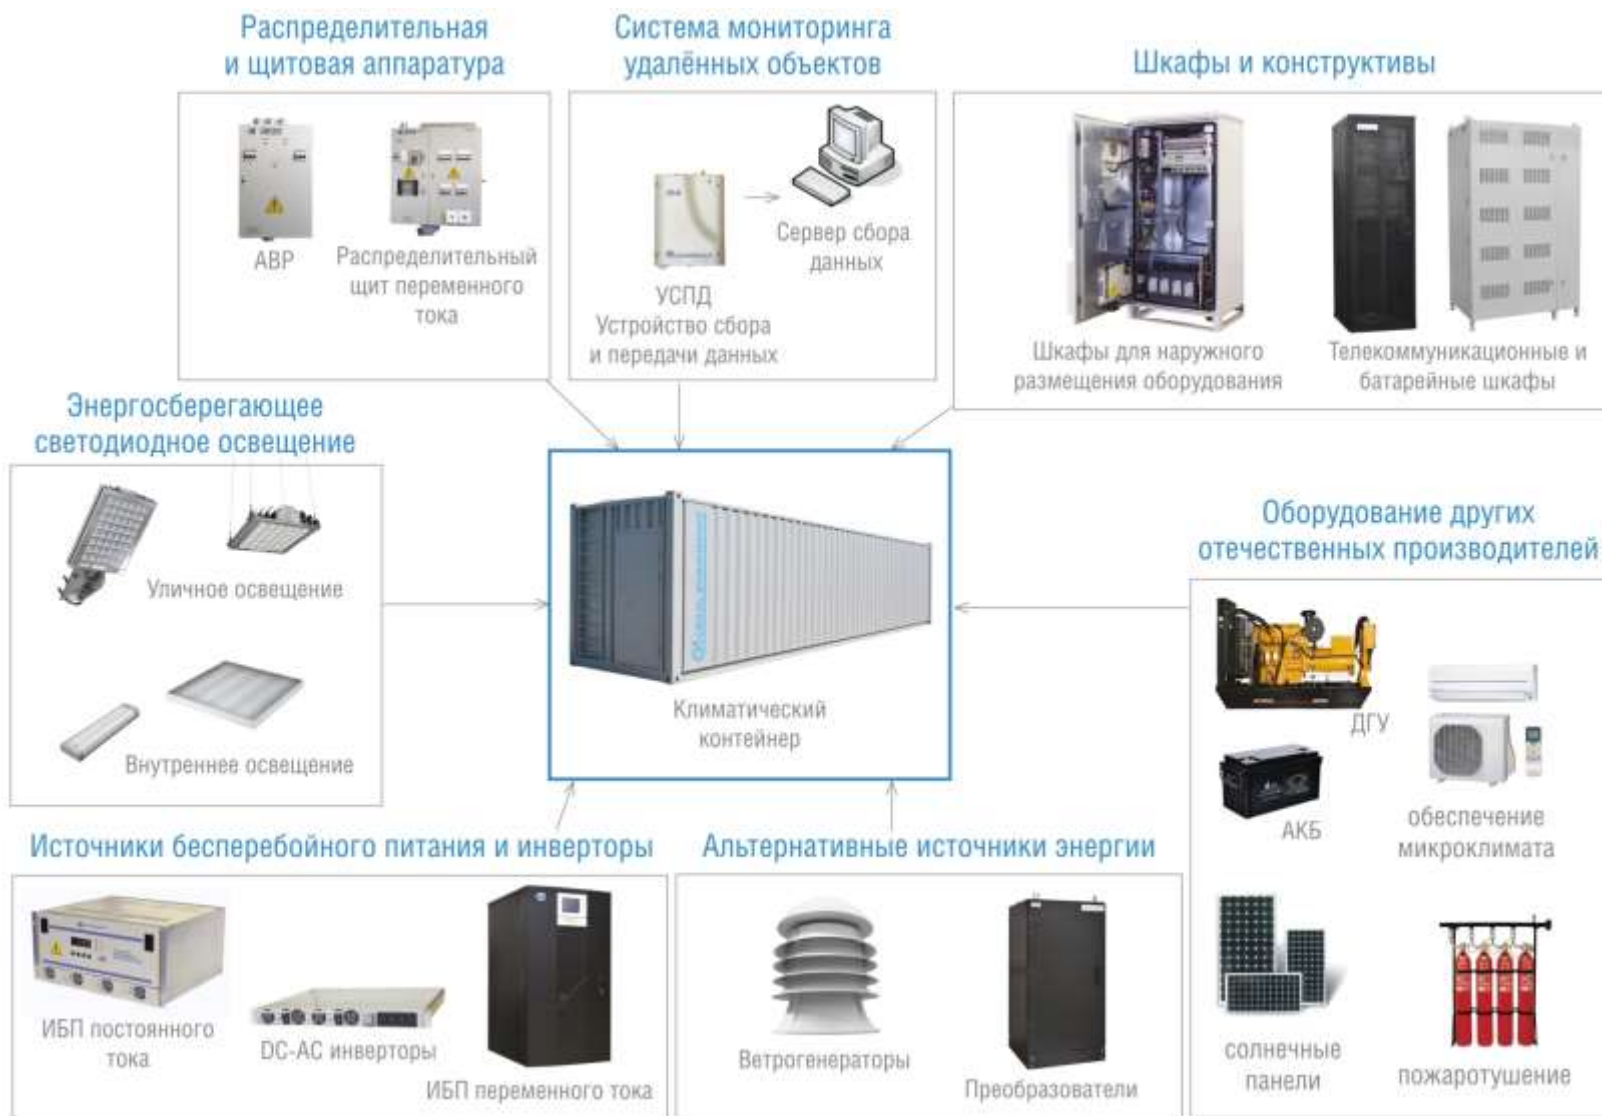 Распределительная
и щитовая аппаратура
АВР
Распределительный
щит переменного
тока
Система мониторинга
удалённых объектов
УСПД
Устройство сбора
и передачи данных
Сервер сбора
данных
Шкафы и конструктивы
Шкафы для наружного
размещения оборудования
Телекоммуникационные и
батарейные шкафы
Энергосберегающее
светодиодное освещение
Уличное освещение
Внутреннее освещение
Климатический
контейнер
Оборудование других
отечественных производителей
ДГУ
АКБ
обеспечение
микроклимата
солнечные
панели
пожаротушение
Источники бесперебойного питания и инверторы
ИБП постоянного
тока
DC-AC инверторы
ИБП переменного тока
Альтернативные источники энергии
Ветрогенераторы
Преобразователи